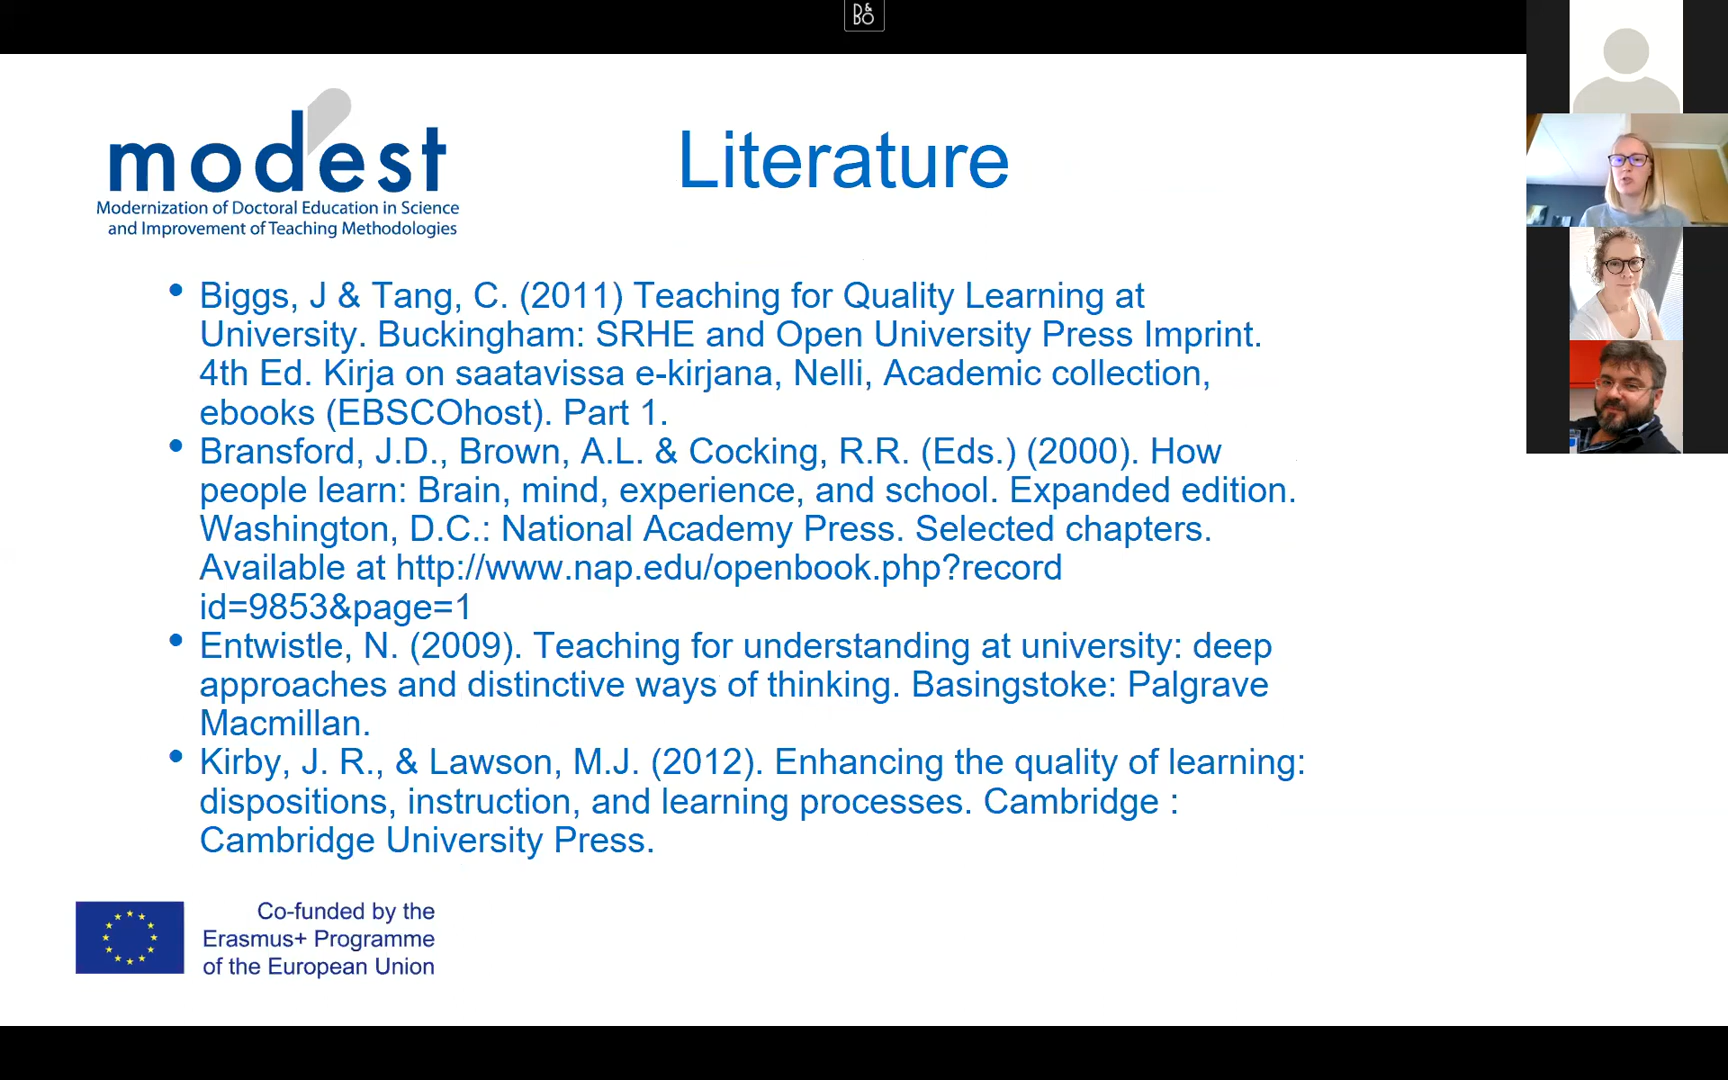 B&O
modest
Literature
Modernization of Doctoral Education in Science
and Improvement of Teaching Methodologies
• Biggs, J & Tang, C. (2011) Teaching for Quality Learning at
University. Buckingham: SRHE and Open University Press Imprint.
4th Ed. Kirja on saatavissa e-kirjana, Nelli, Academic collection,
ebooks (EBSCOhost). Part 1.
• Bransford, J.D., Brown, A.L. & Cocking, R.R. (Eds.) (2000). How
people learn: Brain, mind, experience, and school. Expanded edition.
Washington, D.C.: National Academy Press. Selected chapters.
Available at http://www.nap.edu/openbook.php?record
id=9853&page=1
• Entwistle, N. (2009). Teaching for understanding at university: deep
approaches and distinctive ways of thinking. Basingstoke: Palgrave
Macmillan.
• Kirby, J. R., & Lawson, M.J. (2012). Enhancing the quality of learning:
dispositions, instruction, and learning processes. Cambridge :
Cambridge University Press.
Co-funded by the
Erasmus+ Programme
of the European Union